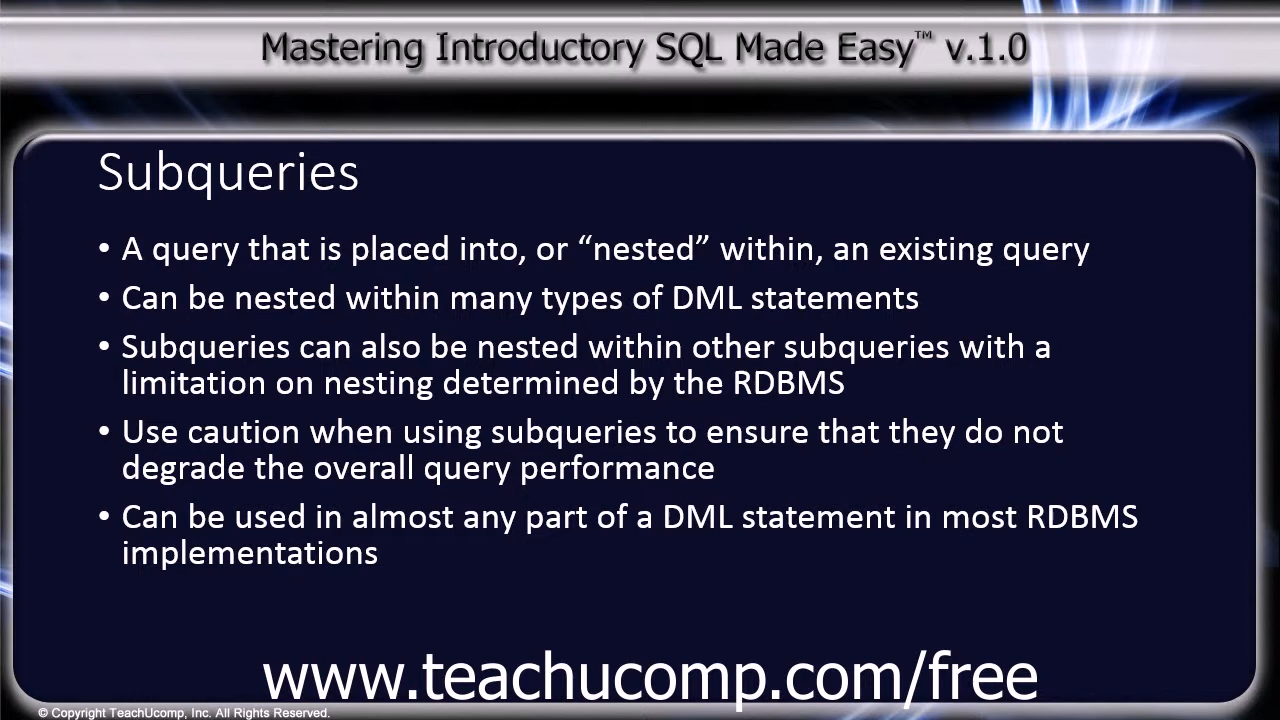 Mastering Introductory SQL Made Easy™ v.1.0
Subqueries
• A query that is placed into, or “nested” within, an existing query
• Can be nested within many types of DML statements
• Subqueries can also be nested within other subqueries with a
limitation on nesting determined by the RDBMS
• Use caution when using subqueries to ensure that they do not
degrade the overall query performance
• Can be used in almost any part of a DML statement in most RDBMS
implementations
www.teachucomp.com/free
© Copyright TeachUcomp, Inc. All Rights Reserved.